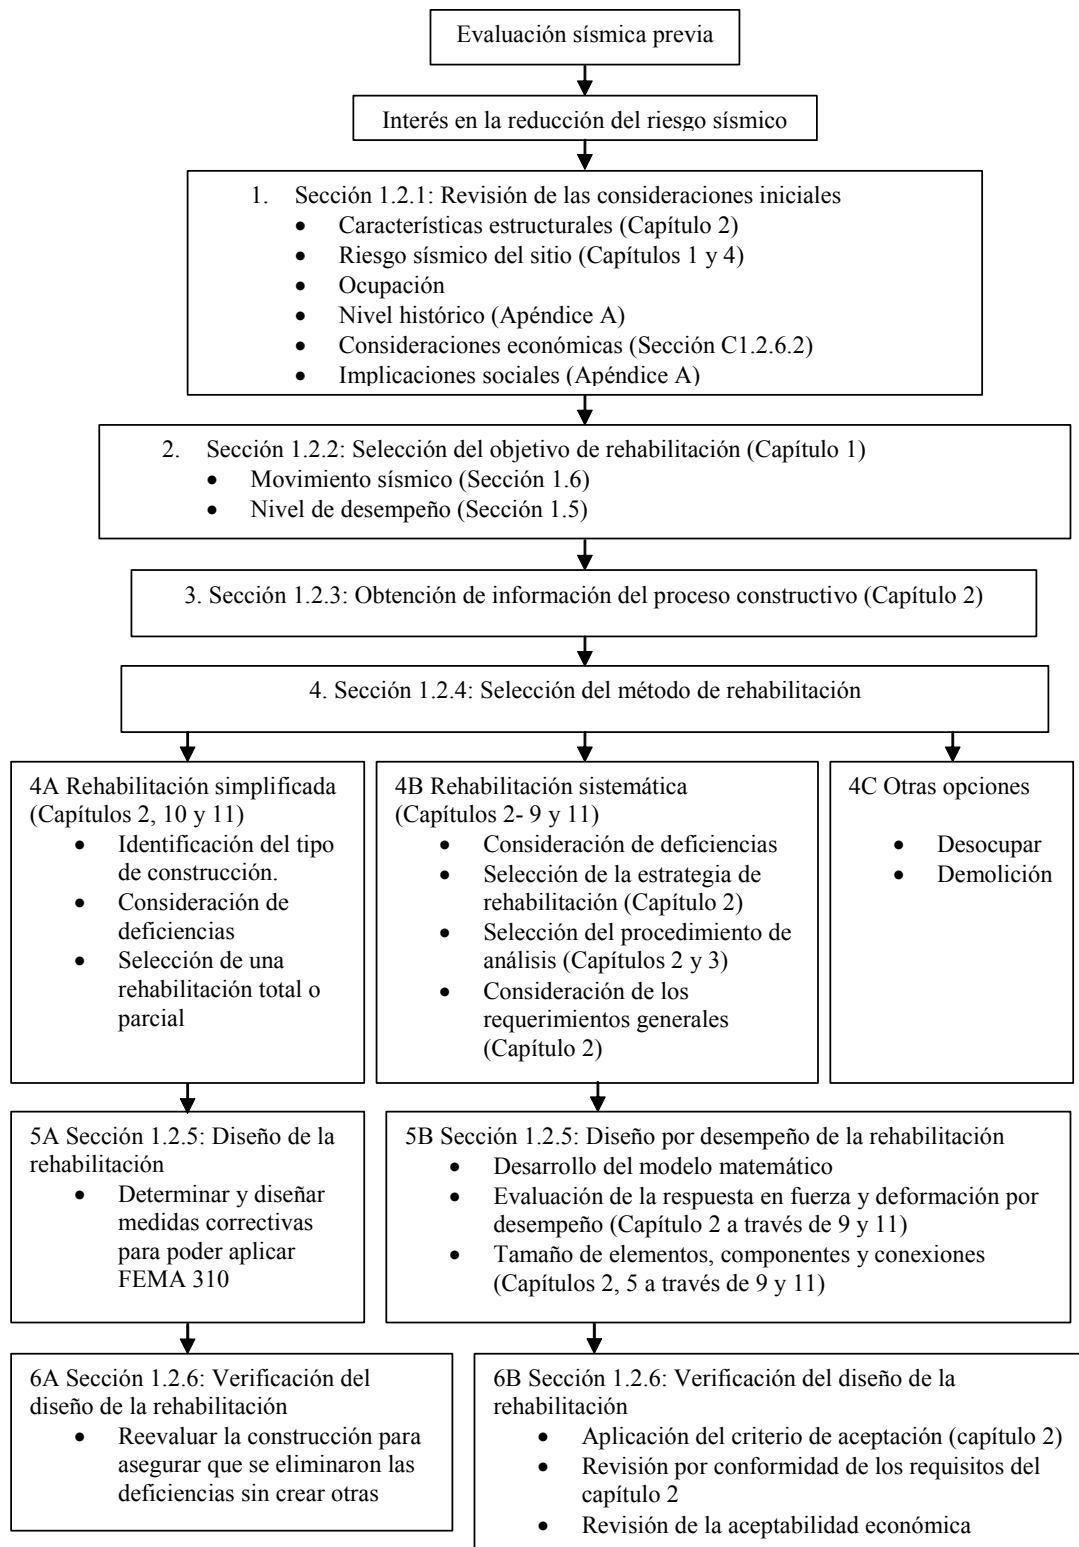 Evaluación sísmica previa
Interés en la reducción del riesgo sísmico
1. Sección 1.2.1: Revisión de las consideraciones iniciales
• Características estructurales (Capítulo 2)
• Riesgo sísmico del sitio (Capítulos 1 y 4)
• Ocupación
• Nivel histórico (Apéndice A)
• Consideraciones económicas (Sección C1.2.6.2)
• Implicaciones sociales (Apéndice A)
2. Sección 1.2.2: Selección del objetivo de rehabilitación (Capítulo 1)
• Movimiento sísmico (Sección 1.6)
• Nivel de desempeño (Sección 1.5)
3. Sección 1.2.3: Obtención de información del proceso constructivo (Capítulo 2)
4. Sección 1.2.4: Selección del método de rehabilitación
4A Rehabilitación simplificada
(Capítulos 2, 10 y 11)
• Identificación del tipo
de construcción.
• Consideración de
deficiencias
• Selección de una
rehabilitación total o
parcial
4B Rehabilitación sistemática
(Capítulos 2- 9 y 11)
• Consideración de deficiencias
• Selección de la estrategia de
rehabilitación (Capítulo 2)
• Selección del procedimiento de
análisis (Capítulos 2 y 3)
• Consideración de los
requerimientos generales
(Capítulo 2)
4C Otras opciones
• Desocupar
• Demolición
5A Sección 1.2.5: Diseño de la
rehabilitación
• Determinar y diseñar
medidas correctivas
para poder aplicar
FEMA 310
5B Sección 1.2.5: Diseño por desempeño de la rehabilitación
• Desarrollo del modelo matemático
• Evaluación de la respuesta en fuerza y deformación por
desempeño (Capítulo 2 a través de 9 y 11)
• Tamaño de elementos, componentes y conexiones
(Capítulos 2, 5 a través de 9 y 11)
6A Sección 1.2.6: Verificación del
diseño de la rehabilitación
• Reevaluar la construcción para
asegurar que se eliminaron las
deficiencias sin crear otras
6B Sección 1.2.6: Verificación del diseño de la
rehabilitación
• Aplicación del criterio de aceptación (capítulo 2)
• Revisión por conformidad de los requisitos del
capítulo 2
• Revisión de la aceptabilidad económica